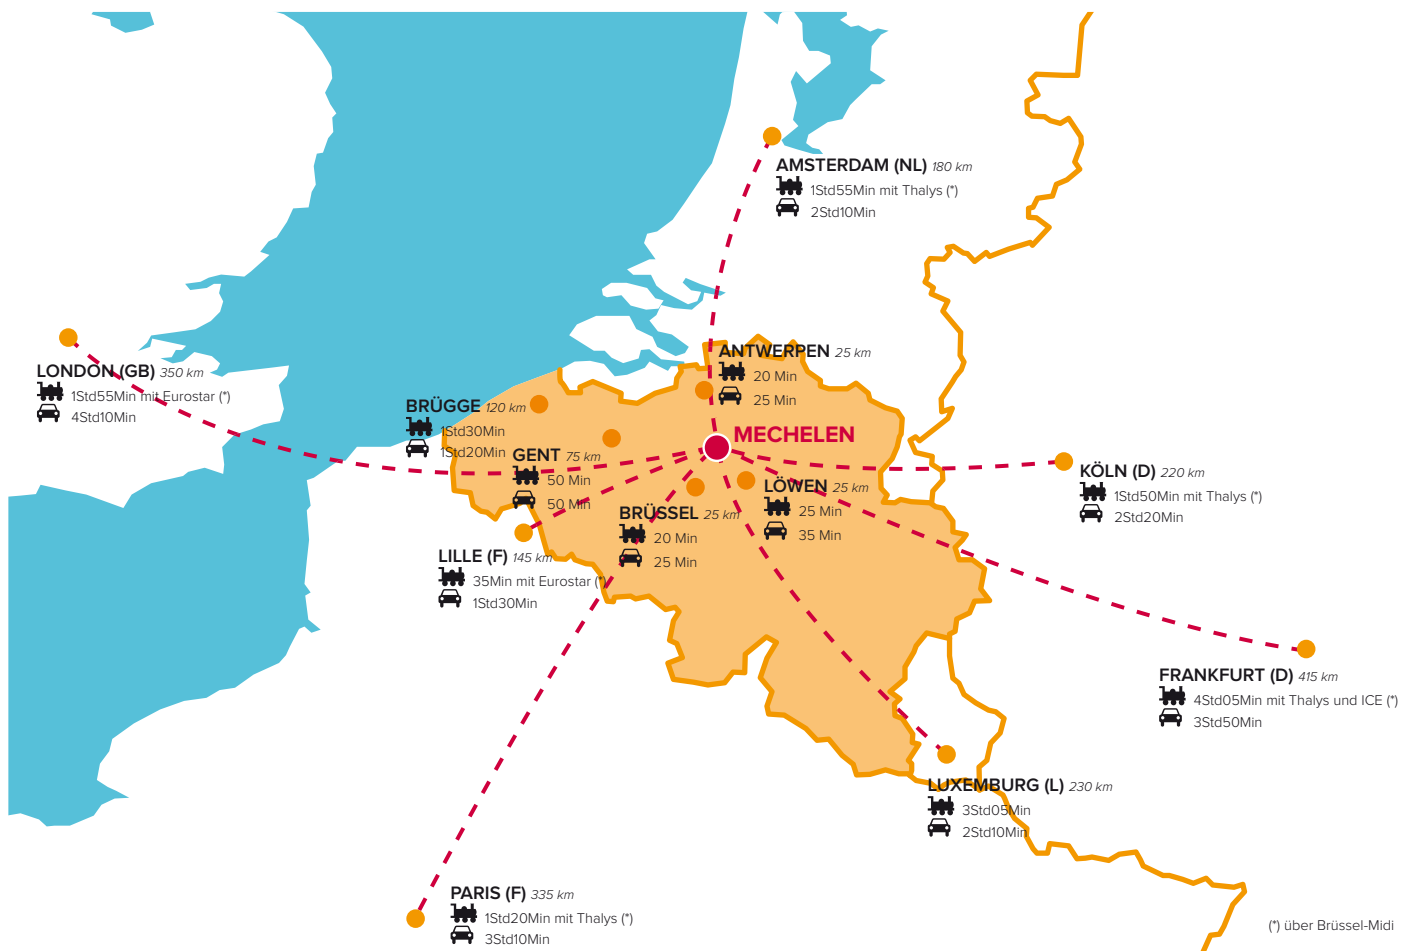 AMSTERDAM (NL) 180 km
1Std55Min mit Thalys (*)
2Std10Min
LONDON (GB) 350 km
1Std55Min mit Eurostar (*)
4Std10Min
ANTWERPEN 25 km
20 Min
25 Min
BRÜGGE 120 km
1Std30Min
1Std20Min
MECHELEN
GENT 75 km
50 Min
50 Min
KÖLN (D) 220 km
1Std50Min mit Thalys (*)
2Std20Min
LÖWEN 25 km
25 Min
35 Min
BRÜSSEL 25 km
20 Min
25 Min
LILLE (F) 145 km
35Min mit Eurostar (*)
1Std30Min
FRANKFURT (D) 415 km
4Std05Min mit Thalys und ICE (*)
3Std50Min
LUXEMBURG (L) 230 km
3Std05Min
2Std10Min
PARIS (F) 335 km
1Std20Min mit Thalys (*)
3Std10Min
(*) über Brüssel-Midi